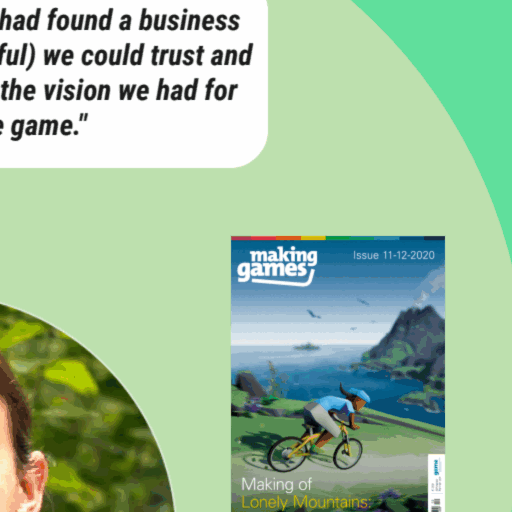 had found a business
ful) we could trust and
the vision we had for
e game."
making
games
Issue 11-12-2020
Making of
Lonely Mountains: